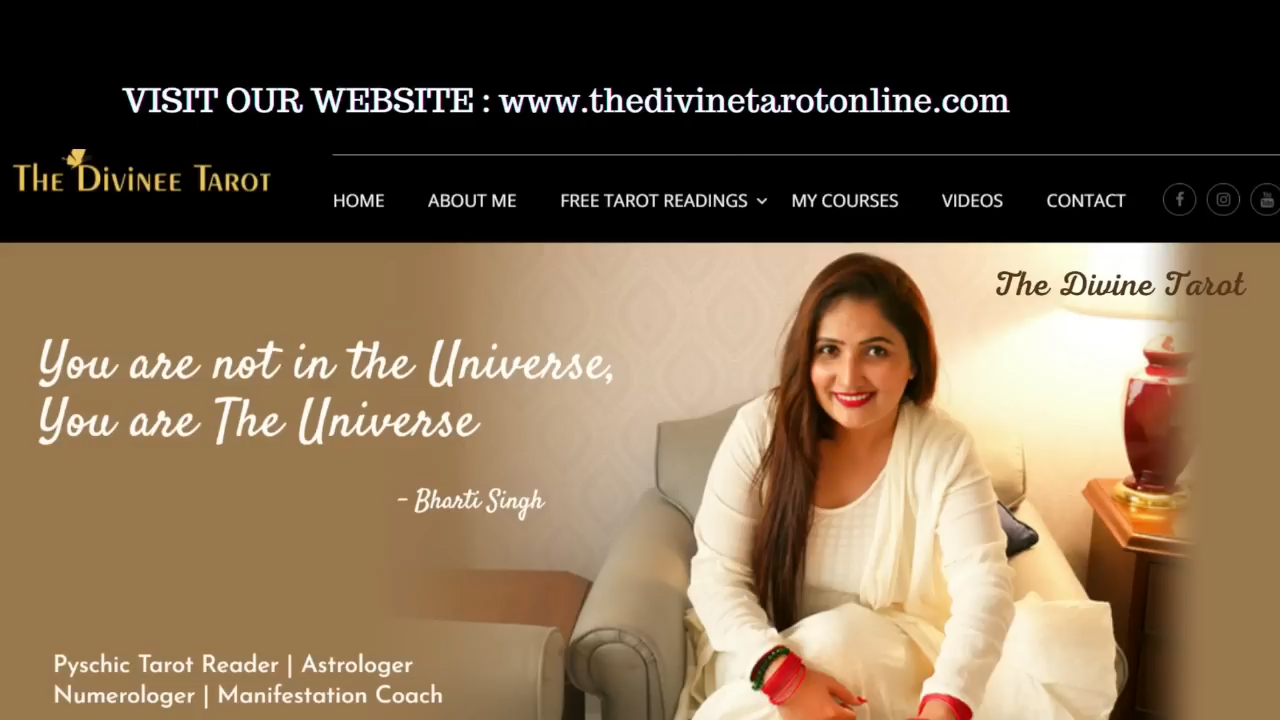 VISIT OUR WEBSITE : www.thedivinetarotonline.com
THE DIVINEE TAROT
HOME ABOUT ME FREE TAROT READINGS MY COURSES VIDEOS CONTACT
The Divine Tarot
You are not in the Universe,
You are The Universe
- Bharti Singh
Pyschic Tarot Reader | Astrologer
Numerologer | Manifestation Coach